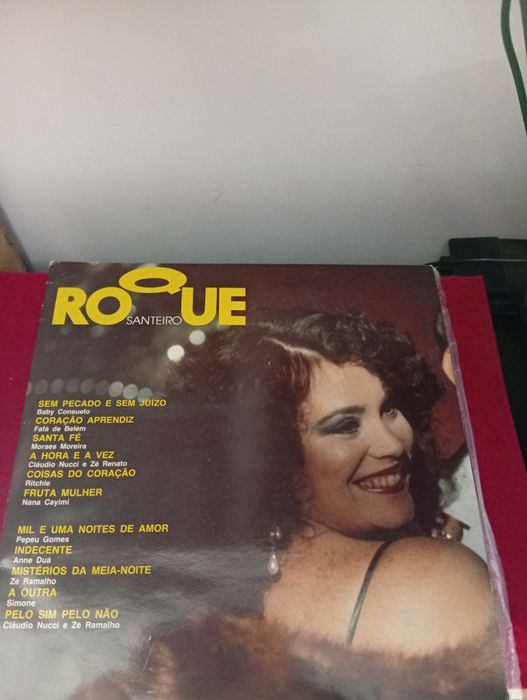 ROQUE
SANTEIRO
SEM PECADO E SEM JUÍZO
Baby Consuelo
CORAÇÃO APRENDIZ
Fafá de Belém
SANTA FÉ
Moraes Moreira
A HORA E A VEZ
Cláudio Nucci e Zé Renato
COISAS DO CORAÇÃO
Ritchie
FRUTA MULHER
Nana Caymi
MIL E UMA NOITES DE AMOR
Pepeu Gomes
INDECENTE
Anne Duá
MISTÉRIOS DA MEIA-NOITE
Zé Ramalho
A OUTRA
Simone
PELO SIM PELO NÃO
Cláudio Nucci e Zé Ramalho